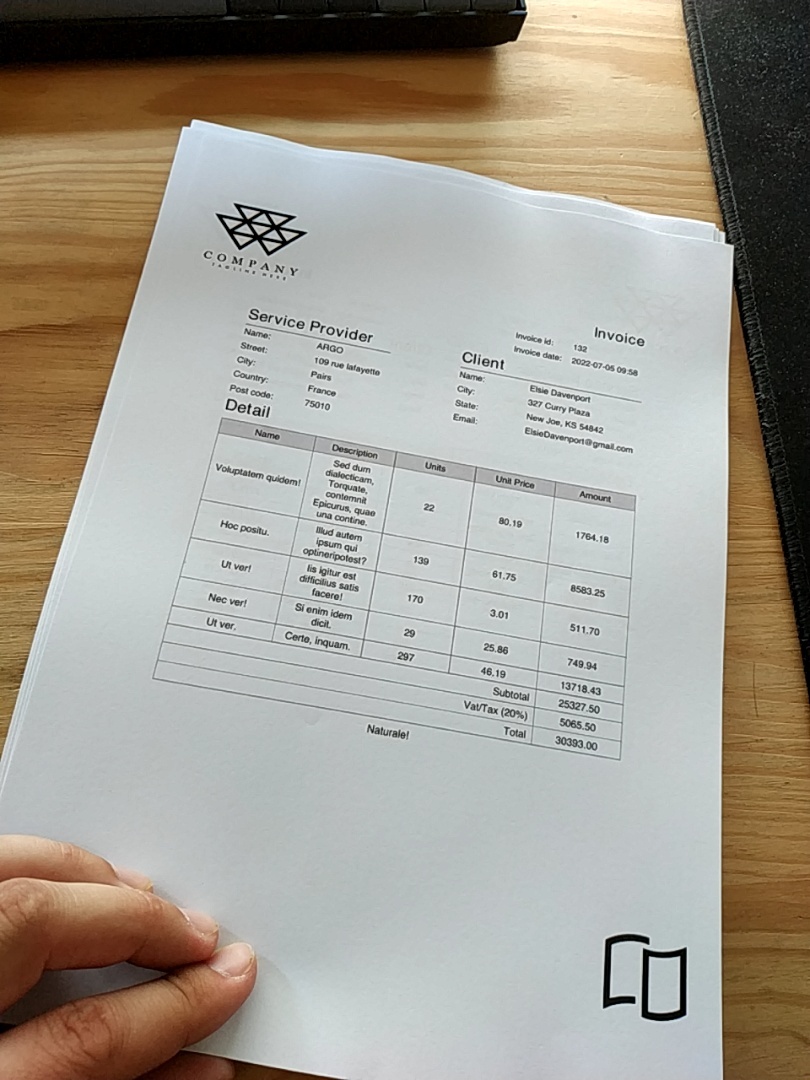 COMPANY
TAGLINE HERE
Invoice
Invoice id: 132
Invoice date: 2022-07-05 09:58
Service Provider
Name: ARGO
Street: 109 rue lafayette
City: Pairs
Country: France
Post code: 75010
Client
Name: Elsie Davenport
City: 327 Curry Plaza
State: New Joe, KS 54842
Email: ElsieDavenport@gmail.com
Detail
Name Description Units Unit Price Amount
Voluptatem quidem! Sed dum
dialecticam,
Torquate,
contemnit
Epicurus, quae
una contine. 22 80.19 1764.18
Hoc positu. Illud autem
ipsum qui
optineripotest? 139 61.75 8583.25
Ut ver! Iis igitur est
difficilius satis
facere! 170 3.01 511.70
Nec ver! Si enim idem
dicit. 29 25.86 749.94
Ut ver. Certe, inquam. 297 46.19 13718.43
Subtotal 25327.50
Vat/Tax (20%) 5065.50
Total 30393.00
Naturale!